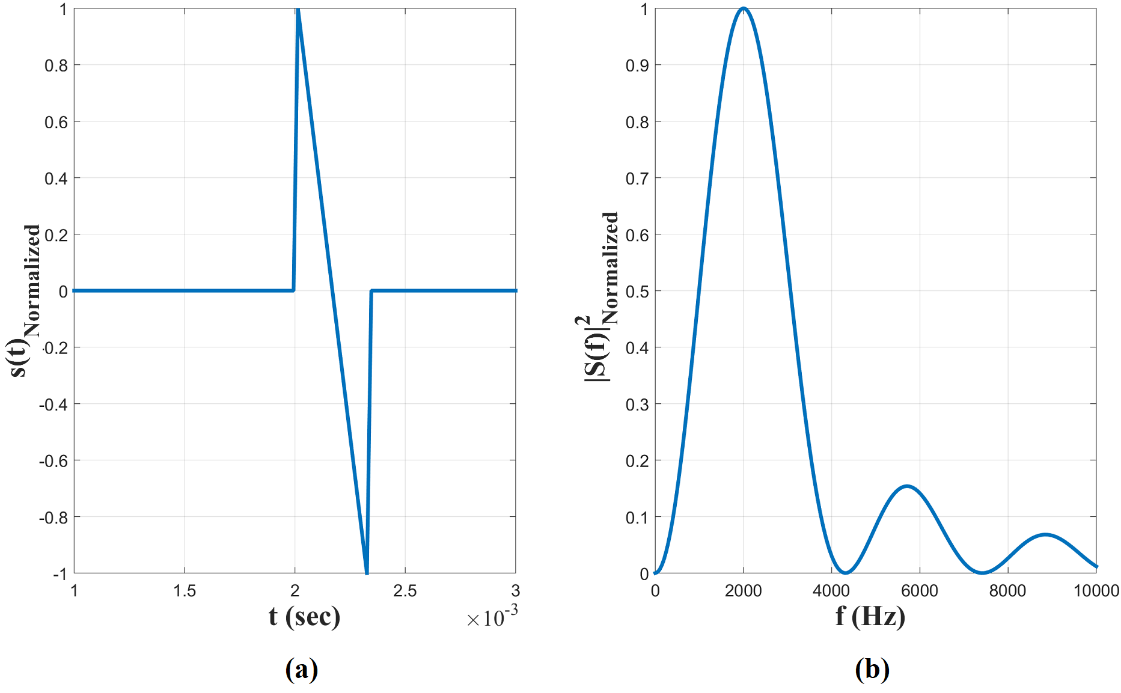 1
0.8
0.6
0.4
0.2
0
-0.2
-0.4
-0.6
-0.8
-1
s(t)Normalized
1 1.5 2 2.5 3
t (sec)
×10-3
(a)
1
0.9
0.8
0.7
0.6
0.5
0.4
0.3
0.2
0.1
0
|S(f)|2Normalized
0 2000 4000 6000 8000 10000
f (Hz)
(b)